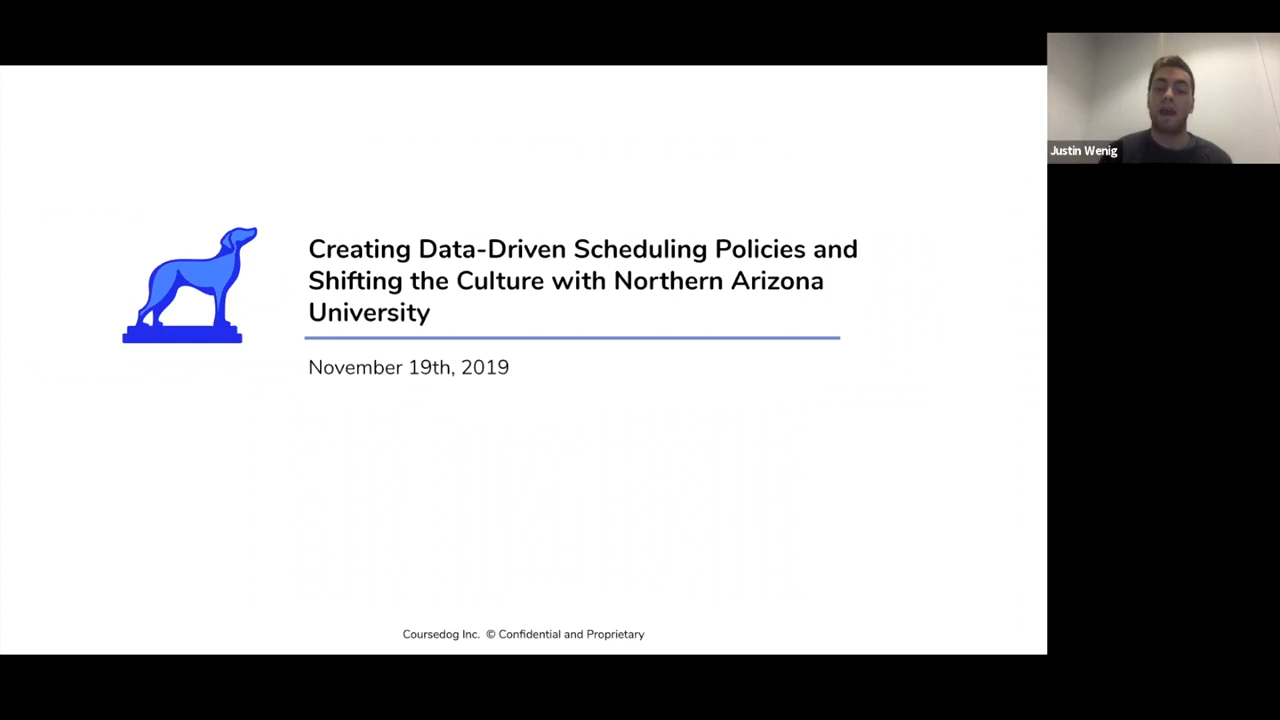 Creating Data-Driven Scheduling Policies and
Shifting the Culture with Northern Arizona
University
November 19th, 2019
Coursedog Inc. © Confidential and Proprietary
Justin Wenig